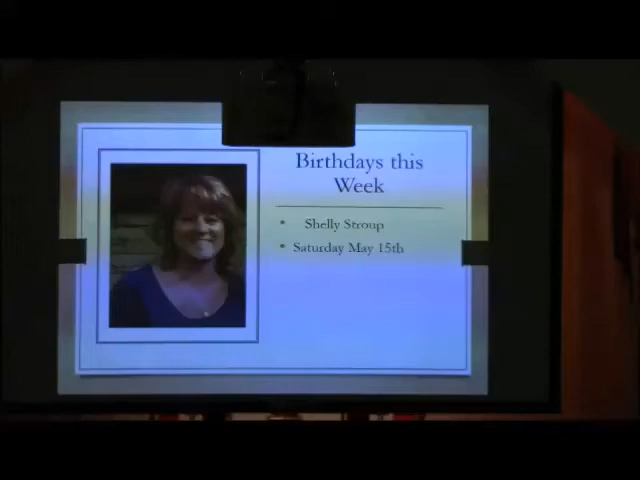 Birthdays this
Week
• Shelly Stroup
• Saturday May 15th